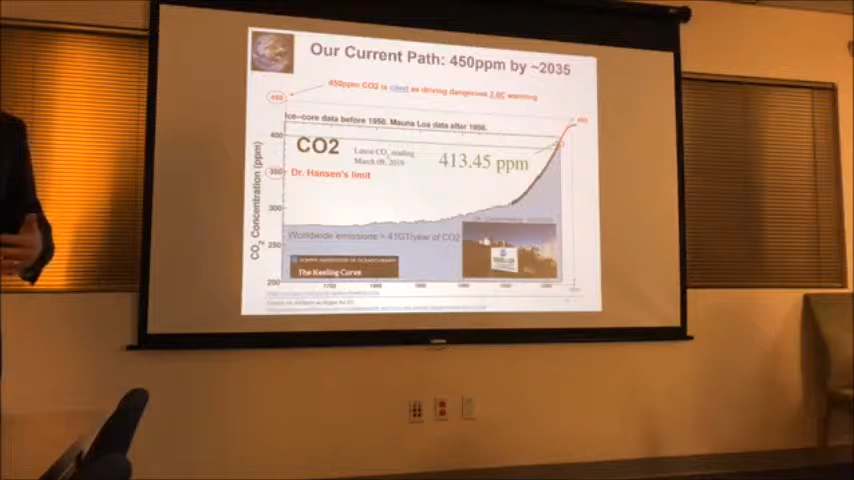 Our Current Path: 450ppm by ~2035
450ppm CO2 is cited as driving dangerous 2.0C warming
450
Ice-core data before 1958. Mauna Loa data after 1958.
400
CO2
Latest CO2 reading
March 09, 2019
413.45 ppm
350
Dr. Hansen's limit
CO2 Concentration (ppm)
300
Worldwide emissions > 41GT/year of CO2
250
The Keeling Curve
200